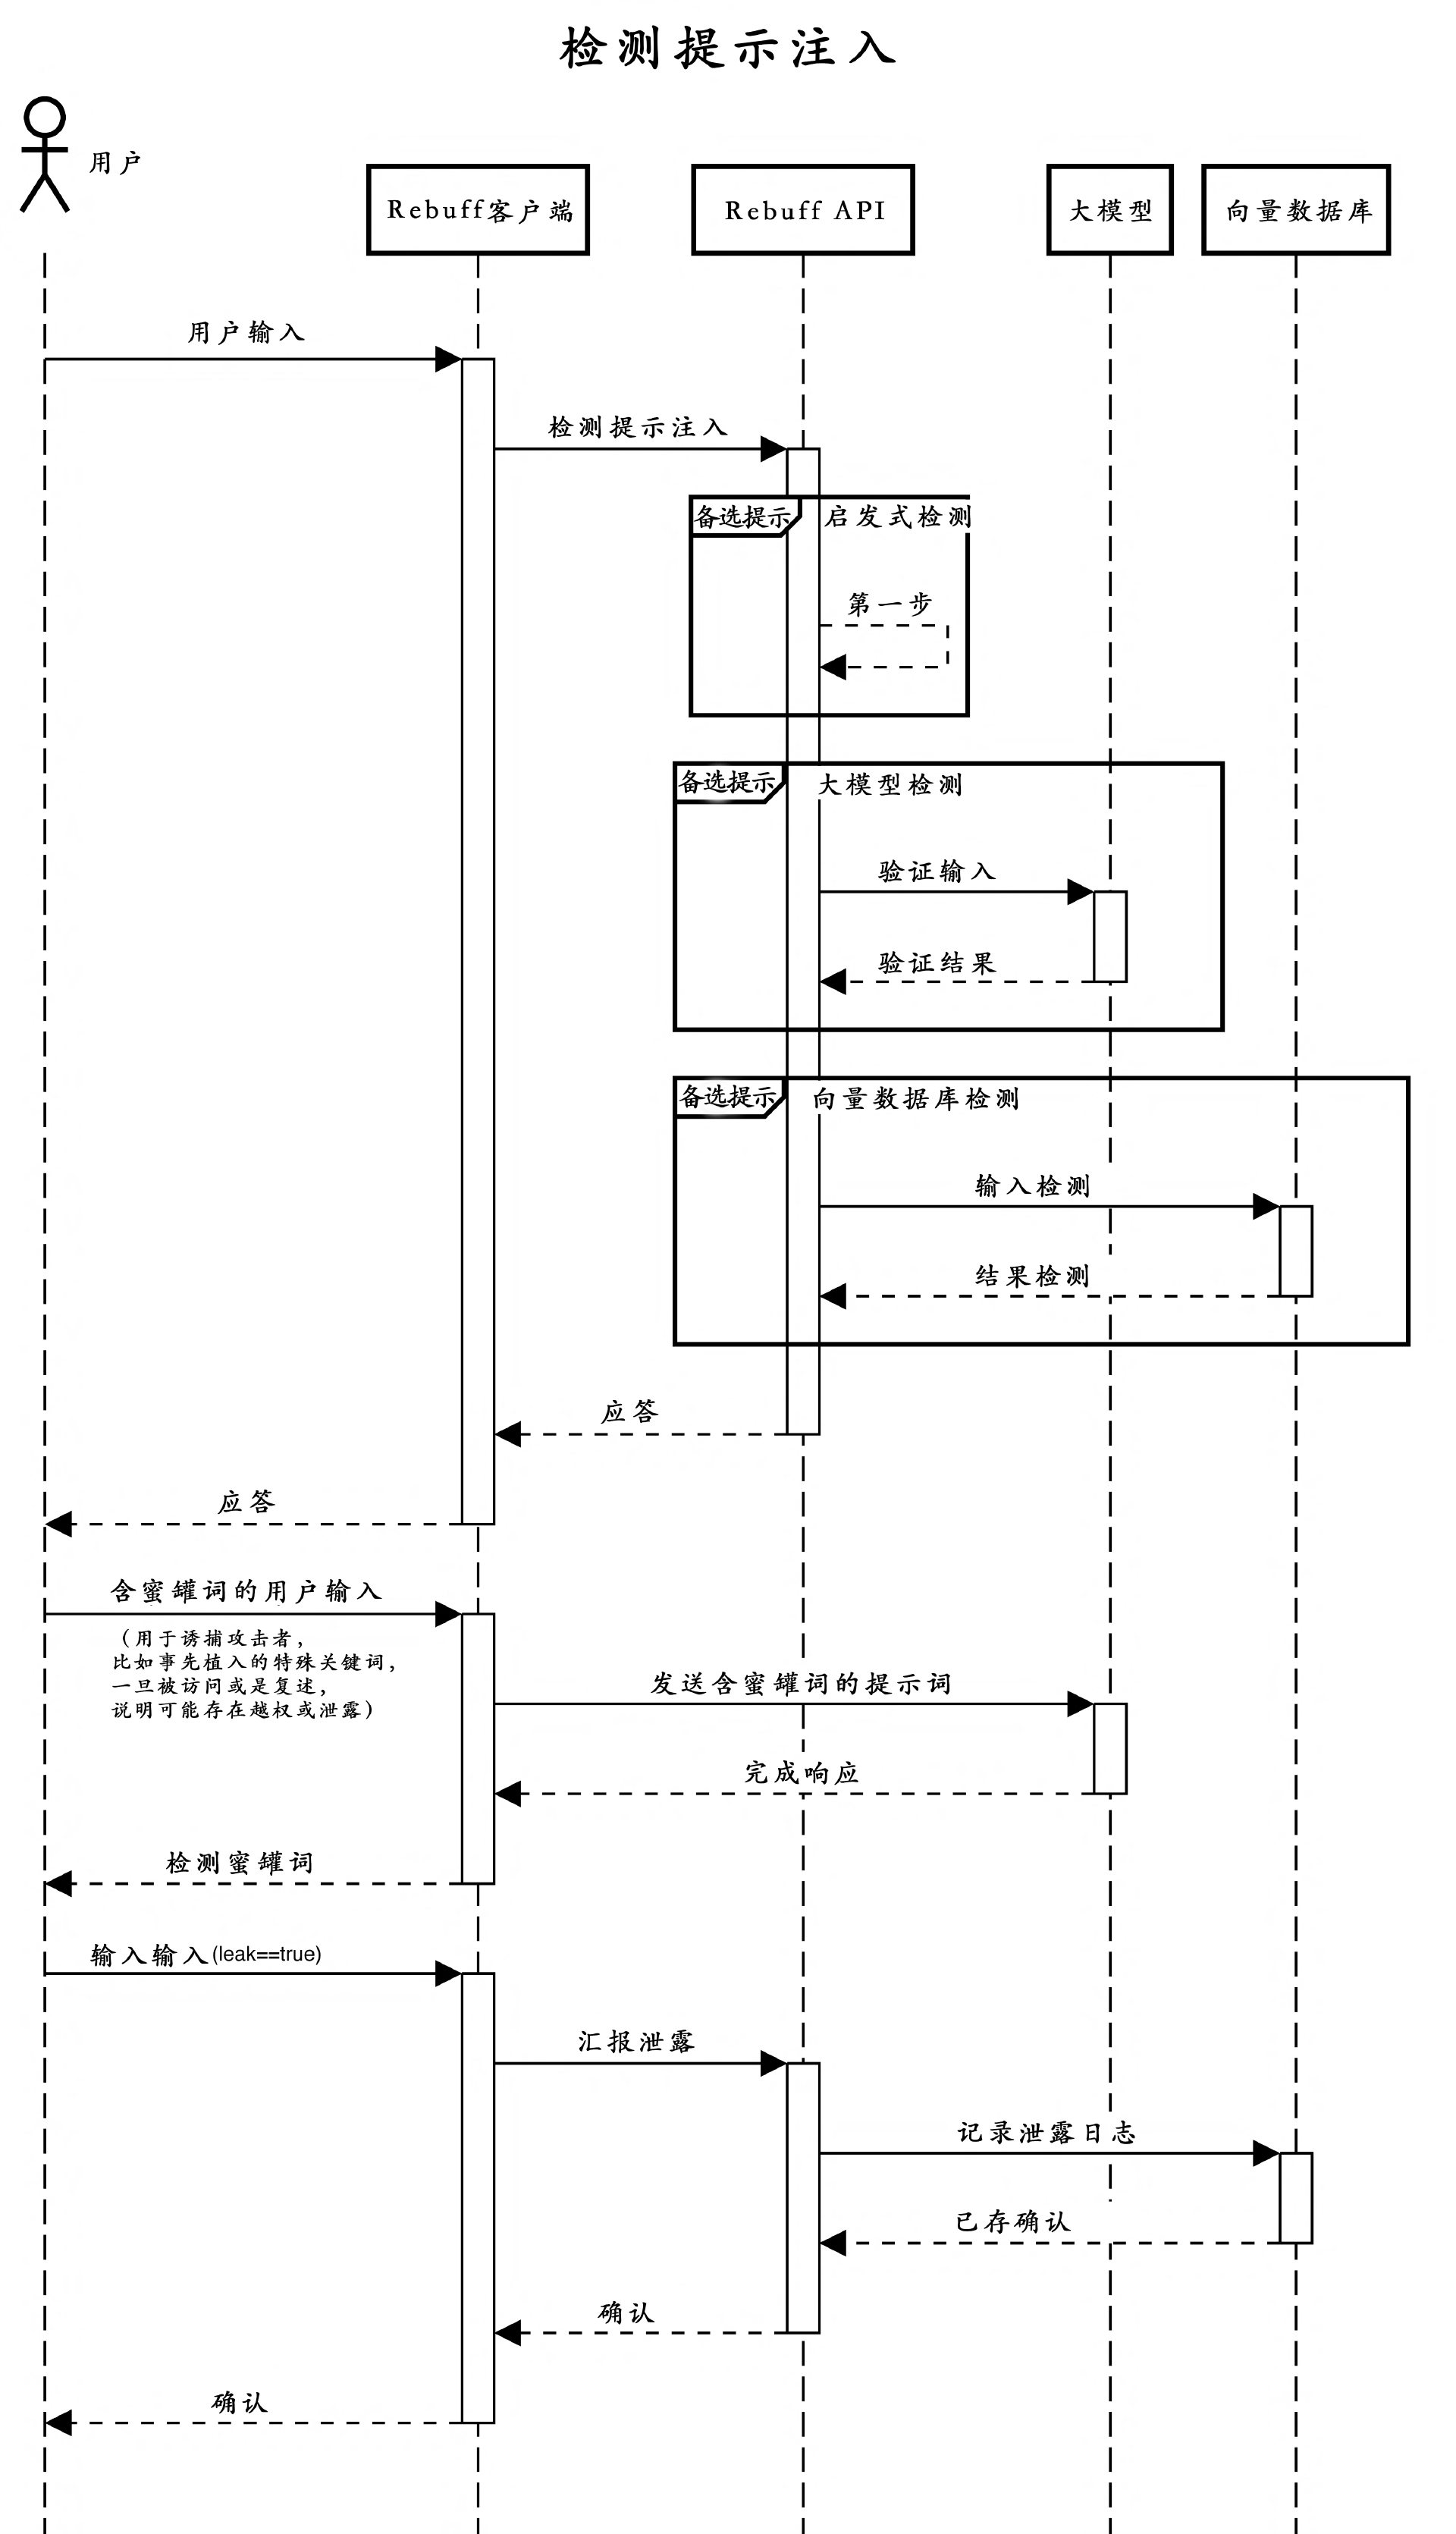 检测提示注入
用户
Rebuff客户端
Rebuff API
大模型
向量数据库
用户输入
检测提示注入
备选提示
启发式检测
第一步
备选提示
大模型检测
验证输入
验证结果
备选提示
向量数据库检测
输入检测
结果检测
应答
应答
含蜜罐词的用户输入
（用于诱捕攻击者，
比如事先植入的特殊关键词，
一旦被访问或是复述，
说明可能存在越权或泄露）
发送含蜜罐词的提示词
完成响应
检测蜜罐词
输入输入(leak==true)
汇报泄露
记录泄露日志
已存确认
确认
确认